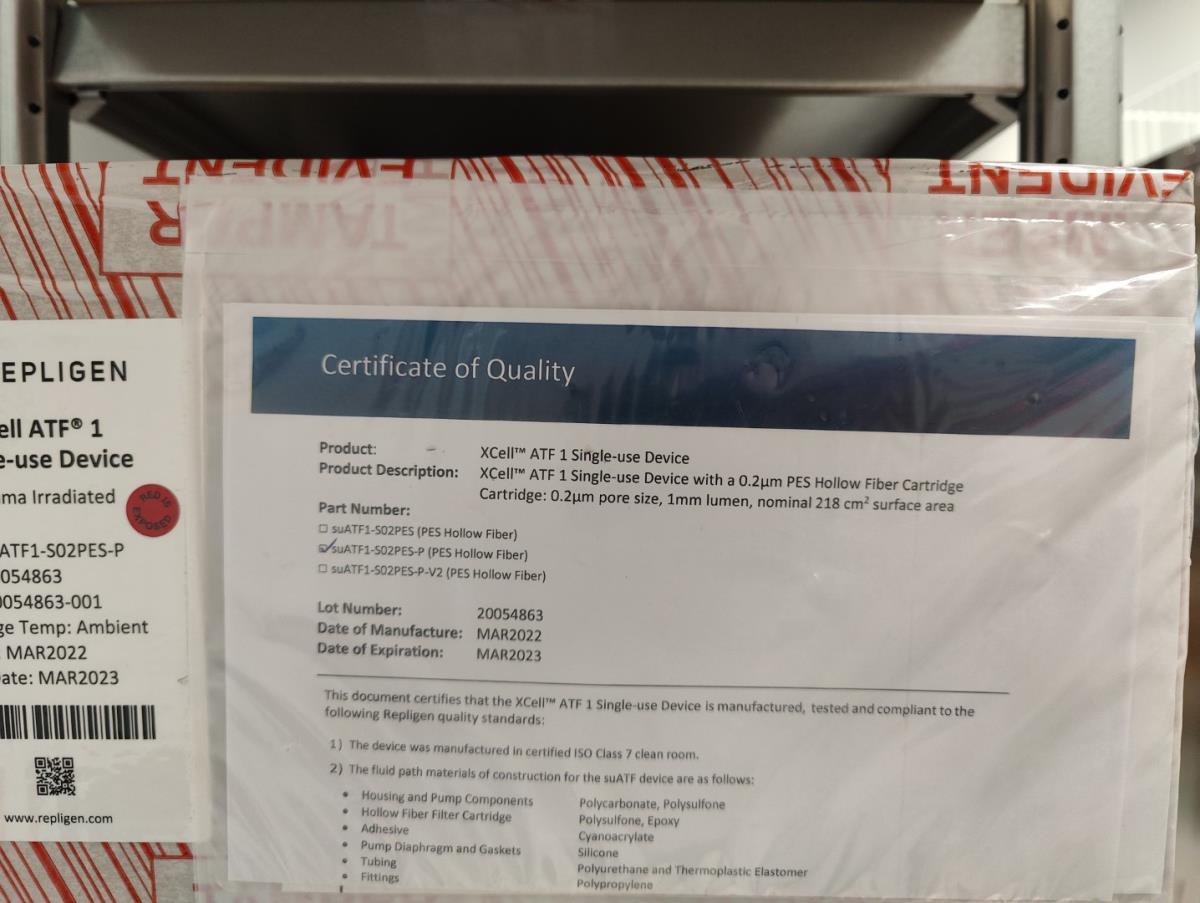 TAMPER
EVIDENT
EVIDENT
EPLIGEN
ell ATF® 1
e-use Device
ma Irradiated
RED IS
EXPOSED
ATF1-S02PES-P
054863
0054863-001
ge Temp: Ambient
: MAR2022
ate: MAR2023
www.repligen.com
Certificate of Quality
Product: XCell™ ATF 1 Single-use Device
Product Description: XCell™ ATF 1 Single-use Device with a 0.2µm PES Hollow Fiber Cartridge
Cartridge: 0.2µm pore size, 1mm lumen, nominal 218 cm² surface area
Part Number:
☐ suATF1-S02PES (PES Hollow Fiber)
☑ suATF1-S02PES-P (PES Hollow Fiber)
☐ suATF1-S02PES-P-V2 (PES Hollow Fiber)
Lot Number: 20054863
Date of Manufacture: MAR2022
Date of Expiration: MAR2023
This document certifies that the XCell™ ATF 1 Single-use Device is manufactured, tested and compliant to the
following Repligen quality standards:
1) The device was manufactured in certified ISO Class 7 clean room.
2) The fluid path materials of construction for the suATF device are as follows:
• Housing and Pump Components Polycarbonate, Polysulfone
• Hollow Fiber Filter Cartridge Polysulfone, Epoxy
• Adhesive Cyanoacrylate
• Pump Diaphragm and Gaskets Silicone
• Tubing Polyurethane and Thermoplastic Elastomer
• Fittings Polypropylene